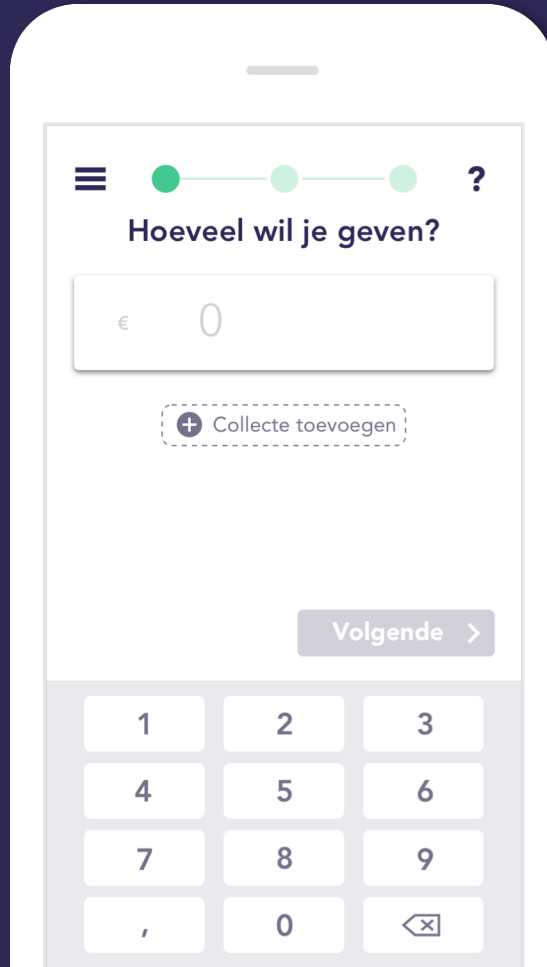 ?
Hoeveel wil je geven?
€ 0
+ Collecte toevoegen
Volgende
1 2 3
4 5 6
7 8 9
, 0